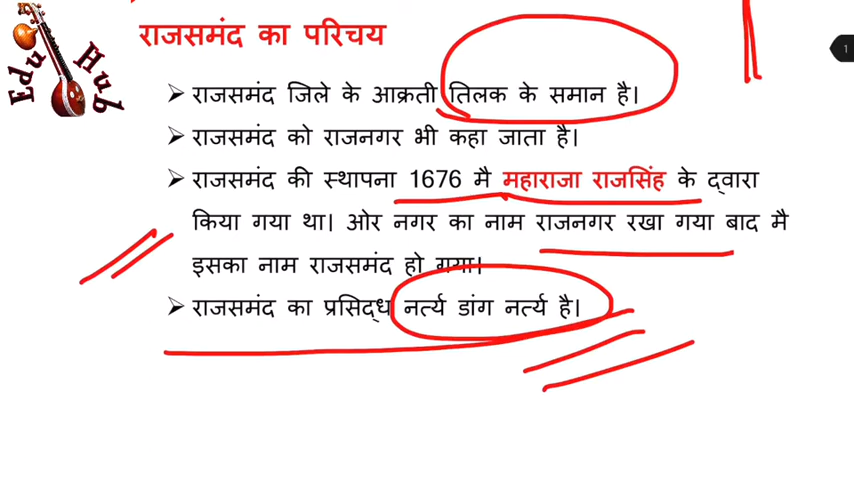 Edu Hub
राजसमंद का परिचय
1
➢ राजसमंद जिले के आक्रती तिलक के समान है।
➢ राजसमंद को राजनगर भी कहा जाता है।
➢ राजसमंद की स्थापना 1676 मै महाराजा राजसिंह के द्वारा
किया गया था। ओर नगर का नाम राजनगर रखा गया बाद मै
इसका नाम राजसमंद हो गया।
➢ राजसमंद का प्रसिद्ध नर्त्य डांग नर्त्य है।